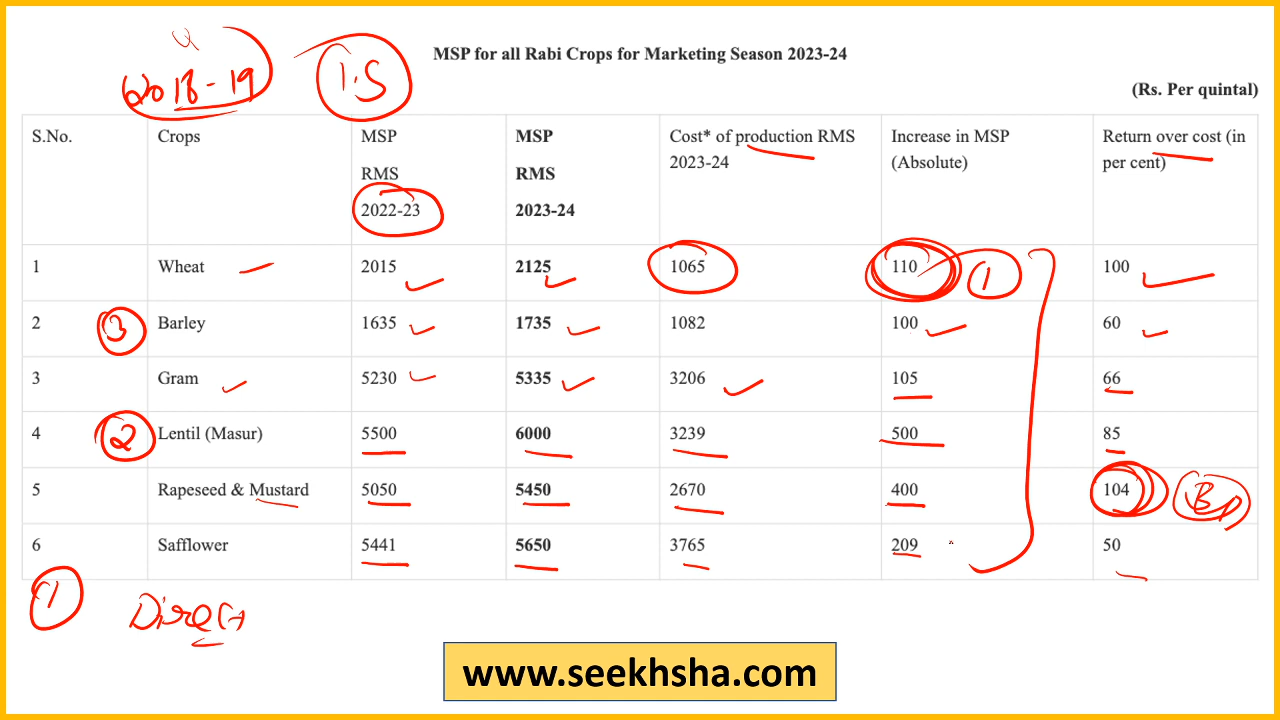 2018-19
1.5
MSP for all Rabi Crops for Marketing Season 2023-24
(Rs. Per quintal)
S.No. Crops MSP RMS 2022-23 MSP RMS 2023-24 Cost* of production RMS 2023-24 Increase in MSP (Absolute) Return over cost (in per cent)
1 Wheat 2015 2125 1065 110 1 100
3
2 Barley 1635 1735 1082 100 60
3 Gram 5230 5335 3206 105 66
2
4 Lentil (Masur) 5500 6000 3239 500 85
5 Rapeseed & Mustard 5050 5450 2670 400 104
6 Safflower 5441 5650 3765 209 50
1 Direct
www.seekhsha.com